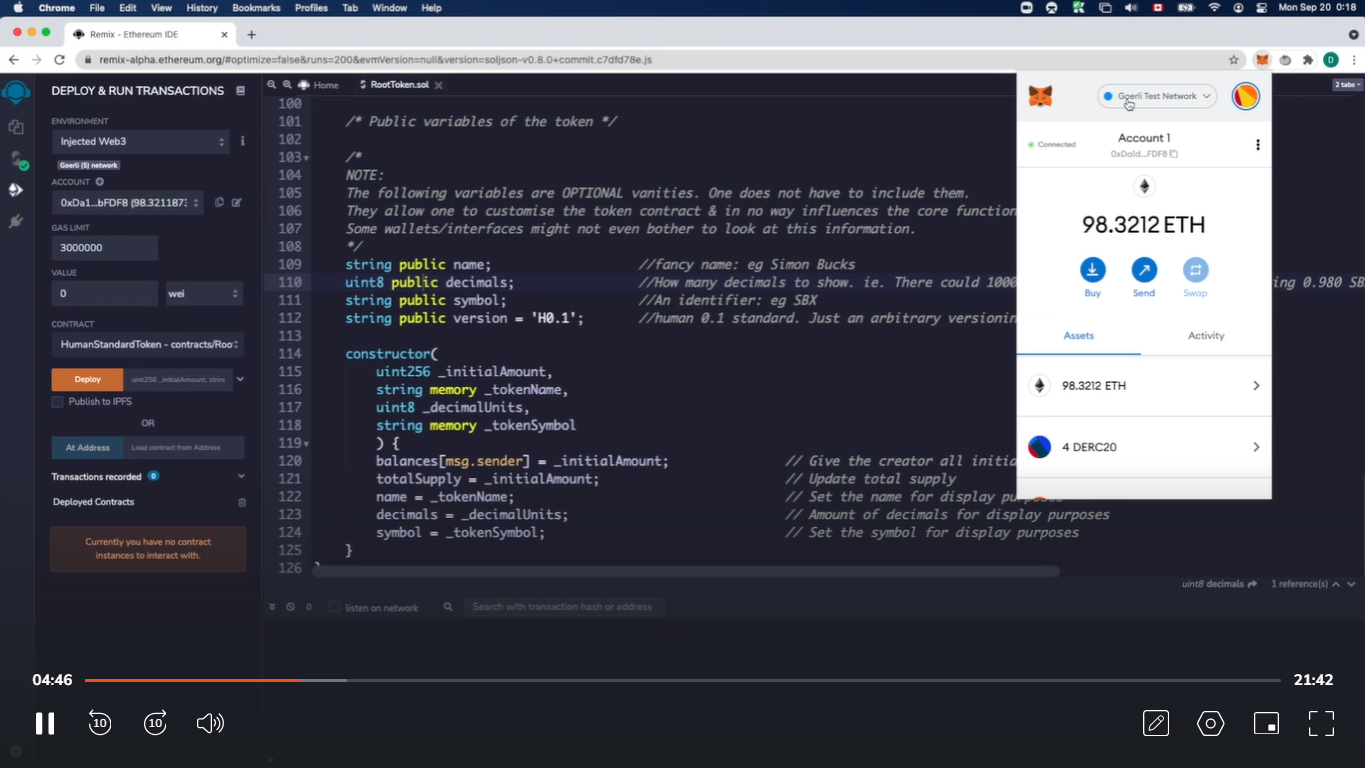 Chrome File Edit View History Bookmarks Profiles Tab Window Help Mon Sep 20 0:18
Remix - Ethereum IDE
remix-alpha.ethereum.org/#optimize=false&runs=200&evmVersion=null&version=soljson-v0.8.0+commit.c7dfd78e.js
D
DEPLOY & RUN TRANSACTIONS
ENVIRONMENT
Injected Web3
Goerli (5) network
ACCOUNT
0xDa1...bFDF8 (98.3211873
GAS LIMIT
3000000
VALUE
0 wei
CONTRACT
HumanStandardToken - contracts/Roo
Deploy uint256 _initialAmount, string
Publish to IPFS
OR
At Address Load contract from Address
Transactions recorded 0
Deployed Contracts
Currently you have no contract
instances to interact with.
Home RootToken.sol 2 tabs
100
101 /* Public variables of the token */
102
103 /*
104 NOTE:
105 The following variables are OPTIONAL vanities. One does not have to include them.
106 They allow one to customise the token contract & in no way influences the core function
107 Some wallets/interfaces might not even bother to look at this information.
108 */
109 string public name; //fancy name: eg Simon Bucks
110 uint8 public decimals; //How many decimals to show. ie. There could 1000 ing 0.980 SB
111 string public symbol; //An identifier: eg SBX
112 string public version = 'H0.1'; //human 0.1 standard. Just an arbitrary versionin
113
114 constructor(
115 uint256 _initialAmount,
116 string memory _tokenName,
117 uint8 _decimalUnits,
118 string memory _tokenSymbol
119 ) {
120 balances[msg.sender] = _initialAmount; // Give the creator all initia
121 totalSupply = _initialAmount; // Update total supply
122 name = _tokenName; // Set the name for display purposes
123 decimals = _decimalUnits; // Amount of decimals for display purposes
124 symbol = _tokenSymbol; // Set the symbol for display purposes
125 }
126
uint8 decimals 1 reference(s)
0 listen on network Search with transaction hash or address
>
Goerli Test Network
Connected
Account 1
0xDa1d...FDF8
98.3212 ETH
Buy Send Swap
Assets Activity
98.3212 ETH
4 DERC20
04:46 21:42
10 10